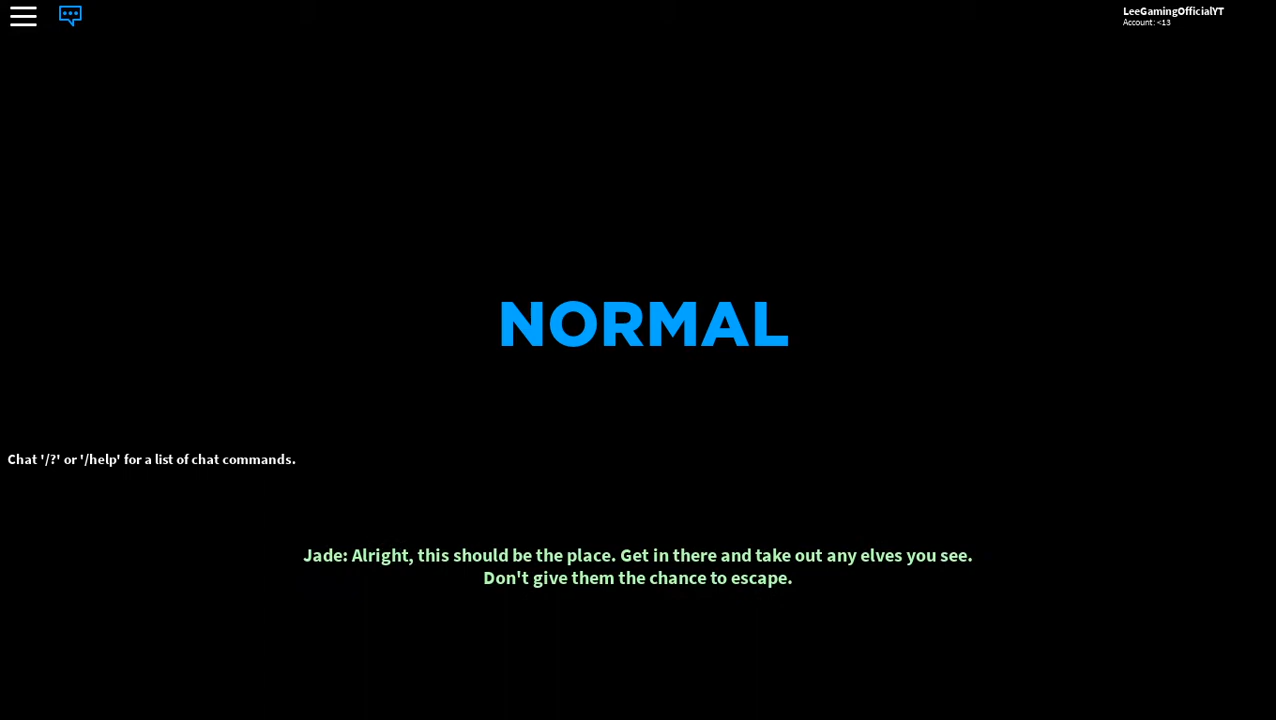 LeeGamingOfficialYT
Account: <13
NORMAL
Chat '/?' or '/help' for a list of chat commands.
Jade: Alright, this should be the place. Get in there and take out any elves you see.
Don't give them the chance to escape.